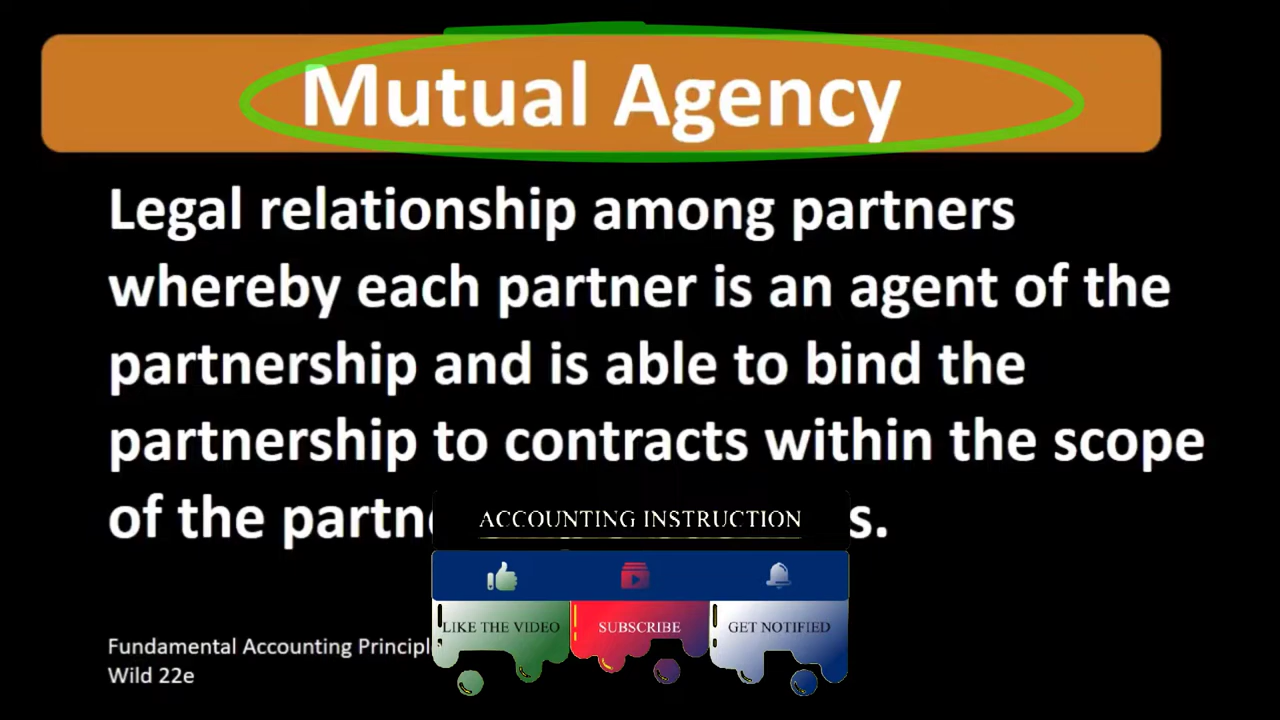 Mutual Agency
Legal relationship among partners
whereby each partner is an agent of the
partnership and is able to bind the
partnership to contracts within the scope
of the
ACCOUNTING INSTRUCTION
LIKE THE VIDEO
SUBSCRIBE
GET NOTIFIED
Fundamental Accounting
Wild 22e